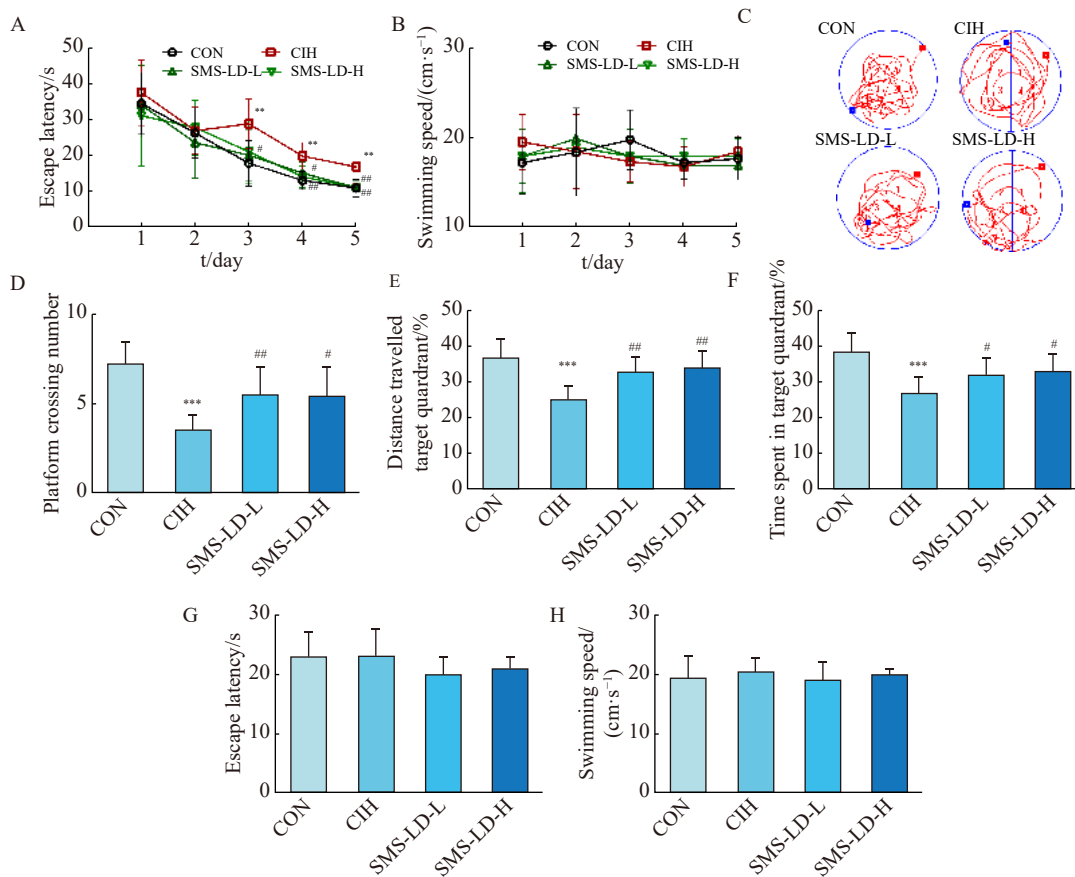 A
Escape latency/s
50
40
30
20
10
0
CON
CIH
SMS-LD-L
SMS-LD-H
**
#
**
#
##
**
##
##
1
2
3
4
5
t/day
B
Swimming speed/(cm·s⁻¹)
30
20
10
CON
CIH
SMS-LD-L
SMS-LD-H
1
2
3
4
5
t/day
C
CON
CIH
SMS-LD-L
SMS-LD-H
D
Platform crossing number
10
5
0
***
##
#
CON
CIH
SMS-LD-L
SMS-LD-H
E
Distance travelled
target quardrant/%
50
40
30
20
10
0
***
##
##
CON
CIH
SMS-LD-L
SMS-LD-H
F
Time spent in target quardrant/%
50
40
30
20
10
0
***
#
#
CON
CIH
SMS-LD-L
SMS-LD-H
G
Escape latency/s
30
20
10
0
CON
CIH
SMS-LD-L
SMS-LD-H
H
Swimming speed/
(cm·s⁻¹)
30
20
10
0
CON
CIH
SMS-LD-L
SMS-LD-H